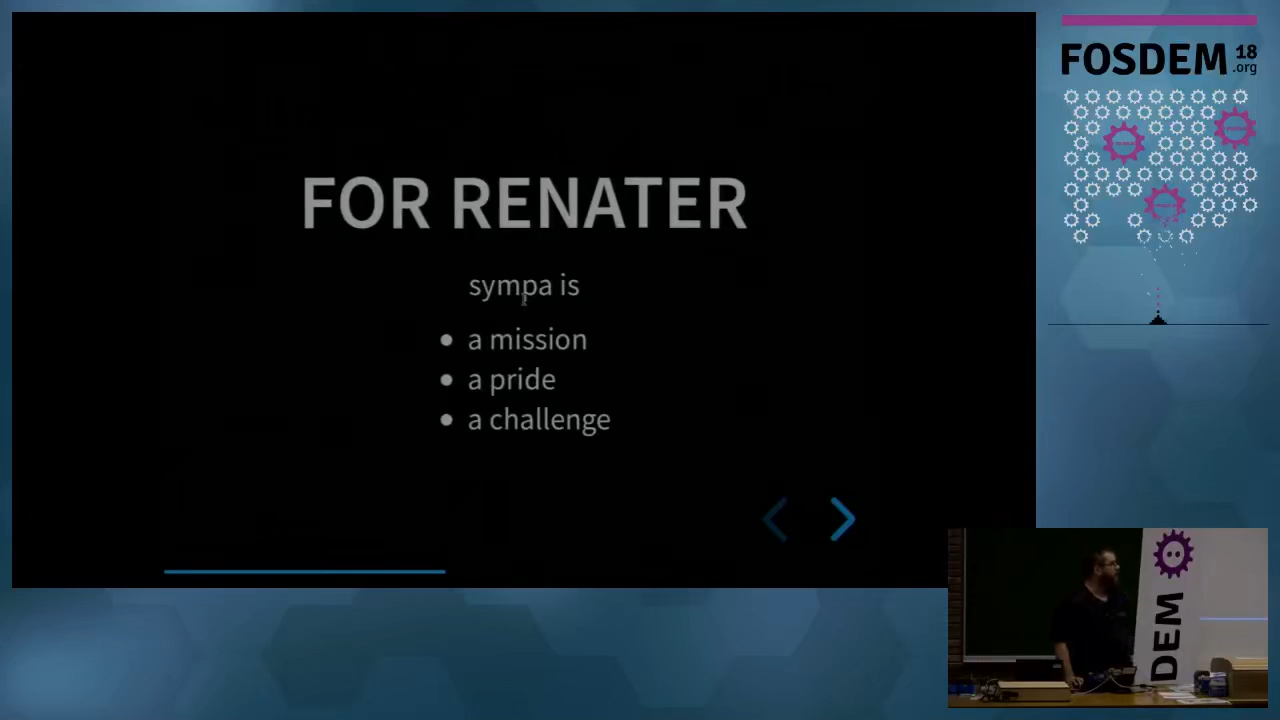 FOR RENATER
sympa is
a mission
a pride
a challenge
FOSDEM 18
.org
DEM